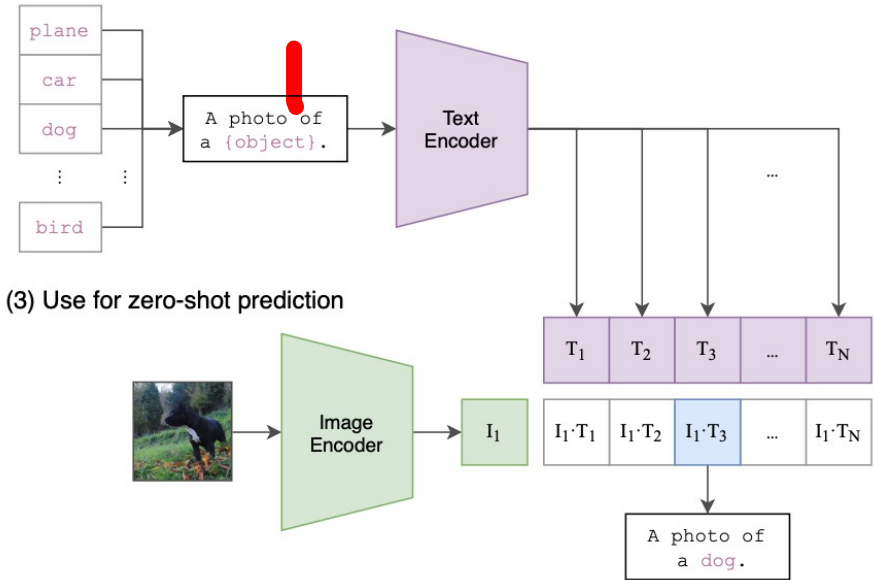 plane
car
dog
⋮ ⋮
bird
A photo of
a {object}.
Text
Encoder
...
(3) Use for zero-shot prediction
T1 T2 T3 ... TN
Image
Encoder
I1
I1·T1 I1·T2 I1·T3 ... I1·TN
A photo of
a dog.